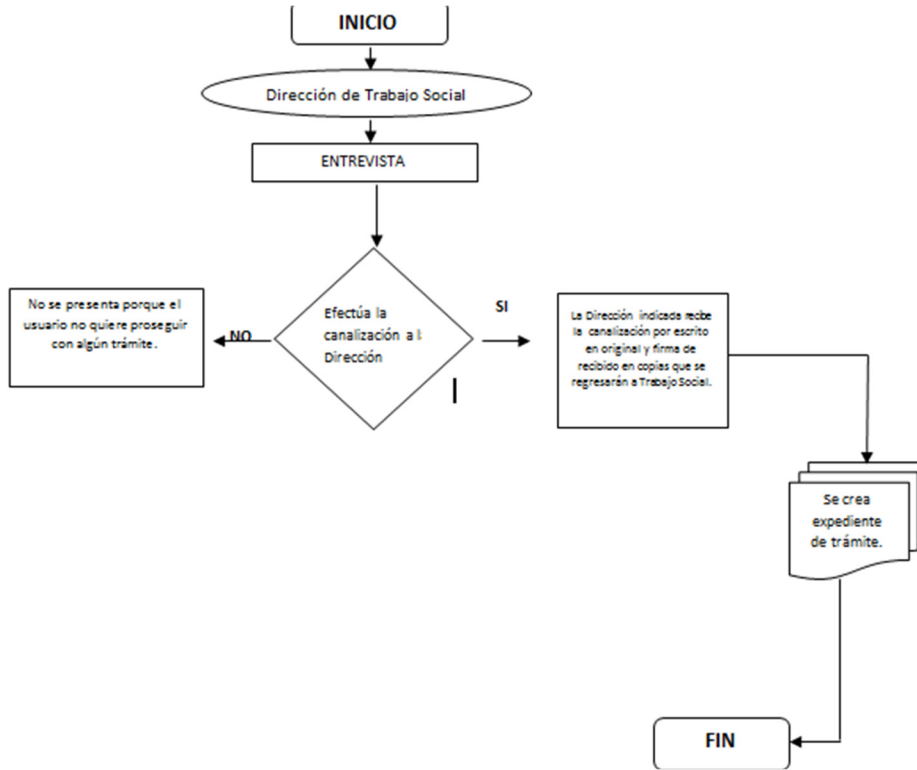 INICIO
Dirección de Trabajo Social
ENTREVISTA
No se presenta porque el
usuario no quiere proseguir
con algún trámite.
NO
Efectúa la
canalización a l
Dirección
SI
La Dirección indicada recibe
la canalización por escrito
en original y firma de
recibido en copias que se
regresarán a Trabajo Social.
Se crea
expediente
de trámite.
FIN